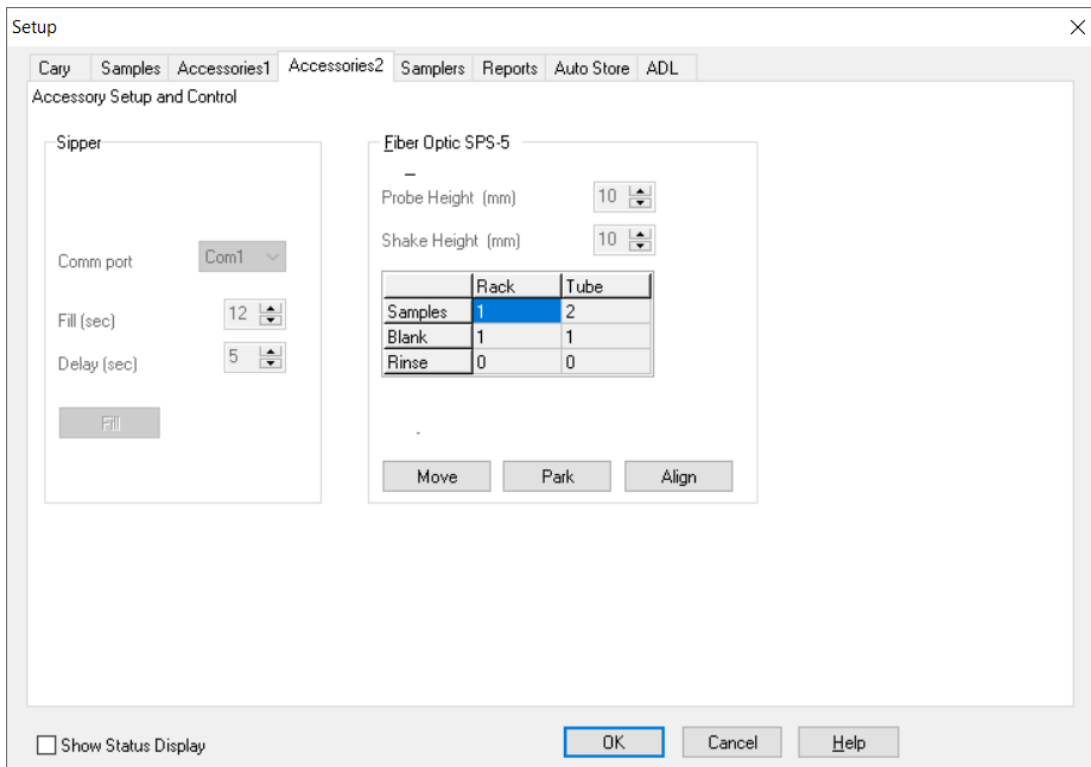 Setup
Cary Samples Accessories1 Accessories2 Samplers Reports Auto Store ADL
Accessory Setup and Control
Sipper
Comm port Com1
Fill (sec) 12
Delay (sec) 5
Fill
Fiber Optic SPS-5
Probe Height (mm) 10
Shake Height (mm) 10
Rack Tube
Samples 1 2
Blank 1 1
Rinse 0 0
Move Park Align
Show Status Display OK Cancel Help